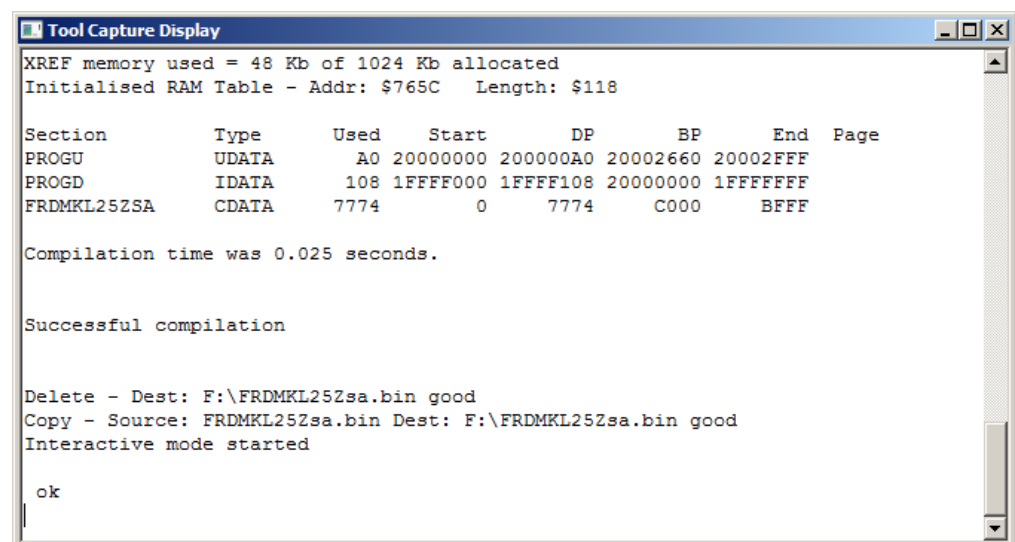 Tool Capture Display
XREF memory used = 48 Kb of 1024 Kb allocated
Initialised RAM Table - Addr: $765C   Length: $118
Section          Type       Used    Start       DP       BP      End  Page
PROGU            UDATA        A0 20000000 200000A0 20002660 20002FFF
PROGD            IDATA       108 1FFFF000 1FFFF108 20000000 1FFFFFFF
FRDMKL25ZSA      CDATA      7774        0     7774     C000     BFFF
Compilation time was 0.025 seconds.
Successful compilation
Delete - Dest: F:\FRDMKL25Zsa.bin good
Copy - Source: FRDMKL25Zsa.bin Dest: F:\FRDMKL25Zsa.bin good
Interactive mode started
ok